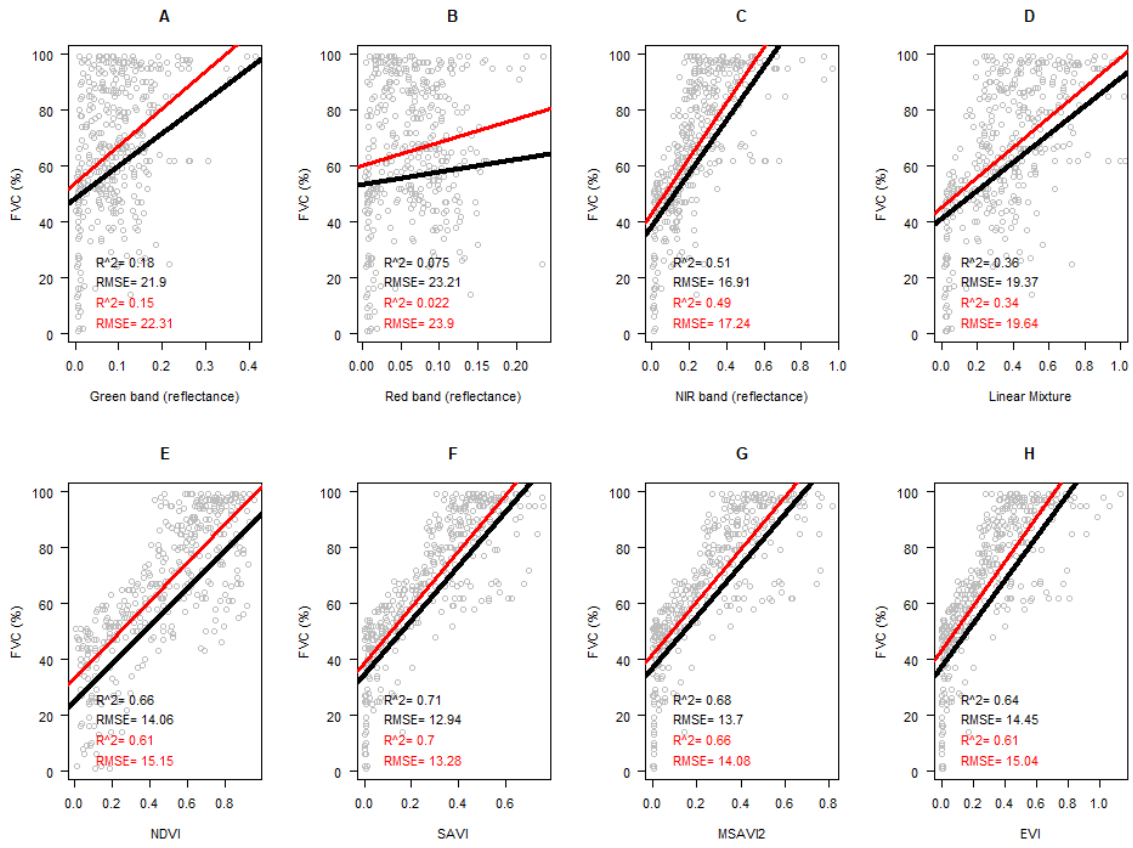 A
B
C
D
FVC (%)
100
80
60
40
20
0
R^2= 0.18
RMSE= 21.9
R^2= 0.15
RMSE= 22.31
0.0 0.1 0.2 0.3 0.4
Green band (reflectance)
FVC (%)
100
80
60
40
20
0
R^2= 0.075
RMSE= 23.21
R^2= 0.022
RMSE= 23.9
0.00 0.05 0.10 0.15 0.20
Red band (reflectance)
FVC (%)
100
80
60
40
20
0
R^2= 0.51
RMSE= 16.91
R^2= 0.49
RMSE= 17.24
0.0 0.2 0.4 0.6 0.8 1.0
NIR band (reflectance)
FVC (%)
100
80
60
40
20
0
R^2= 0.36
RMSE= 19.37
R^2= 0.34
RMSE= 19.64
0.0 0.2 0.4 0.6 0.8 1.0
Linear Mixture
E
F
G
H
FVC (%)
100
80
60
40
20
0
R^2= 0.66
RMSE= 14.06
R^2= 0.61
RMSE= 15.15
0.0 0.2 0.4 0.6 0.8
NDVI
FVC (%)
100
80
60
40
20
0
R^2= 0.71
RMSE= 12.94
R^2= 0.7
RMSE= 13.28
0.0 0.2 0.4 0.6
SAVI
FVC (%)
100
80
60
40
20
0
R^2= 0.68
RMSE= 13.7
R^2= 0.66
RMSE= 14.08
0.0 0.2 0.4 0.6 0.8
MSAVI2
FVC (%)
100
80
60
40
20
0
R^2= 0.64
RMSE= 14.45
R^2= 0.61
RMSE= 15.04
0.0 0.2 0.4 0.6 0.8 1.0
EVI